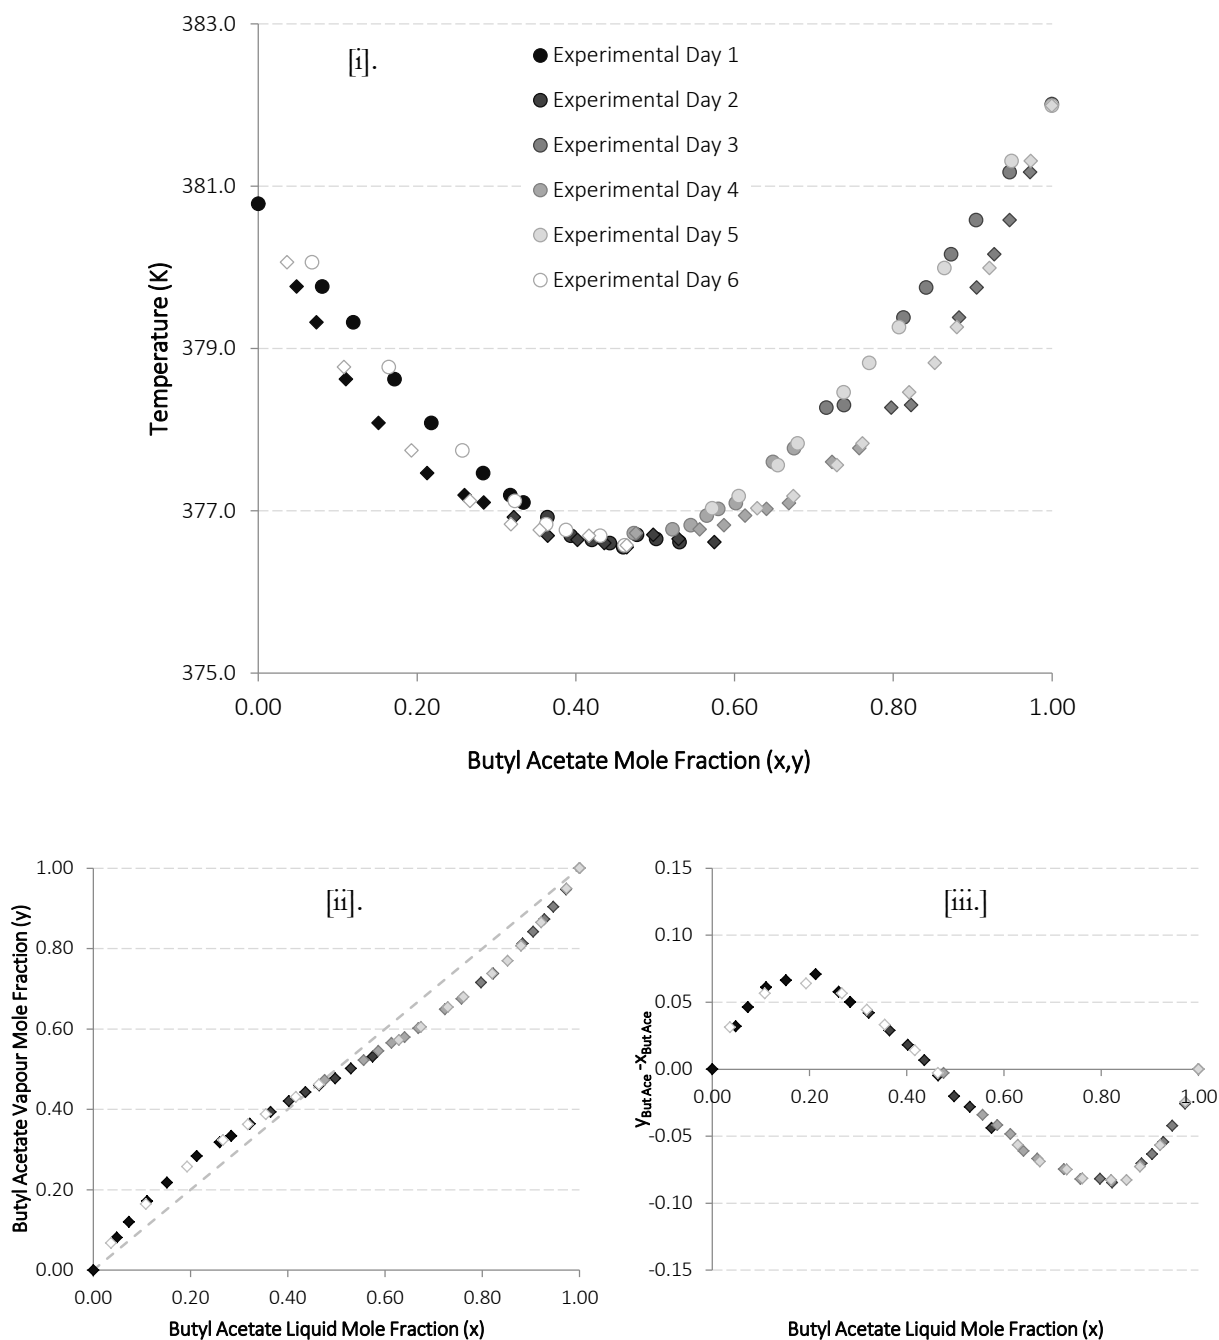 383.0
[i].
Experimental Day 1
Experimental Day 2
Experimental Day 3
Experimental Day 4
Experimental Day 5
Experimental Day 6
381.0
379.0
377.0
375.0
Temperature (K)
0.00 0.20 0.40 0.60 0.80 1.00
Butyl Acetate Mole Fraction (x,y)
[ii].
1.00
0.80
0.60
0.40
0.20
0.00
Butyl Acetate Vapour Mole Fraction (y)
0.00 0.20 0.40 0.60 0.80 1.00
Butyl Acetate Liquid Mole Fraction (x)
[iii.]
0.15
0.10
0.05
0.00
-0.05
-0.10
-0.15
yBut Ace -xBut Ace
0.00 0.20 0.40 0.60 0.80 1.00
Butyl Acetate Liquid Mole Fraction (x)